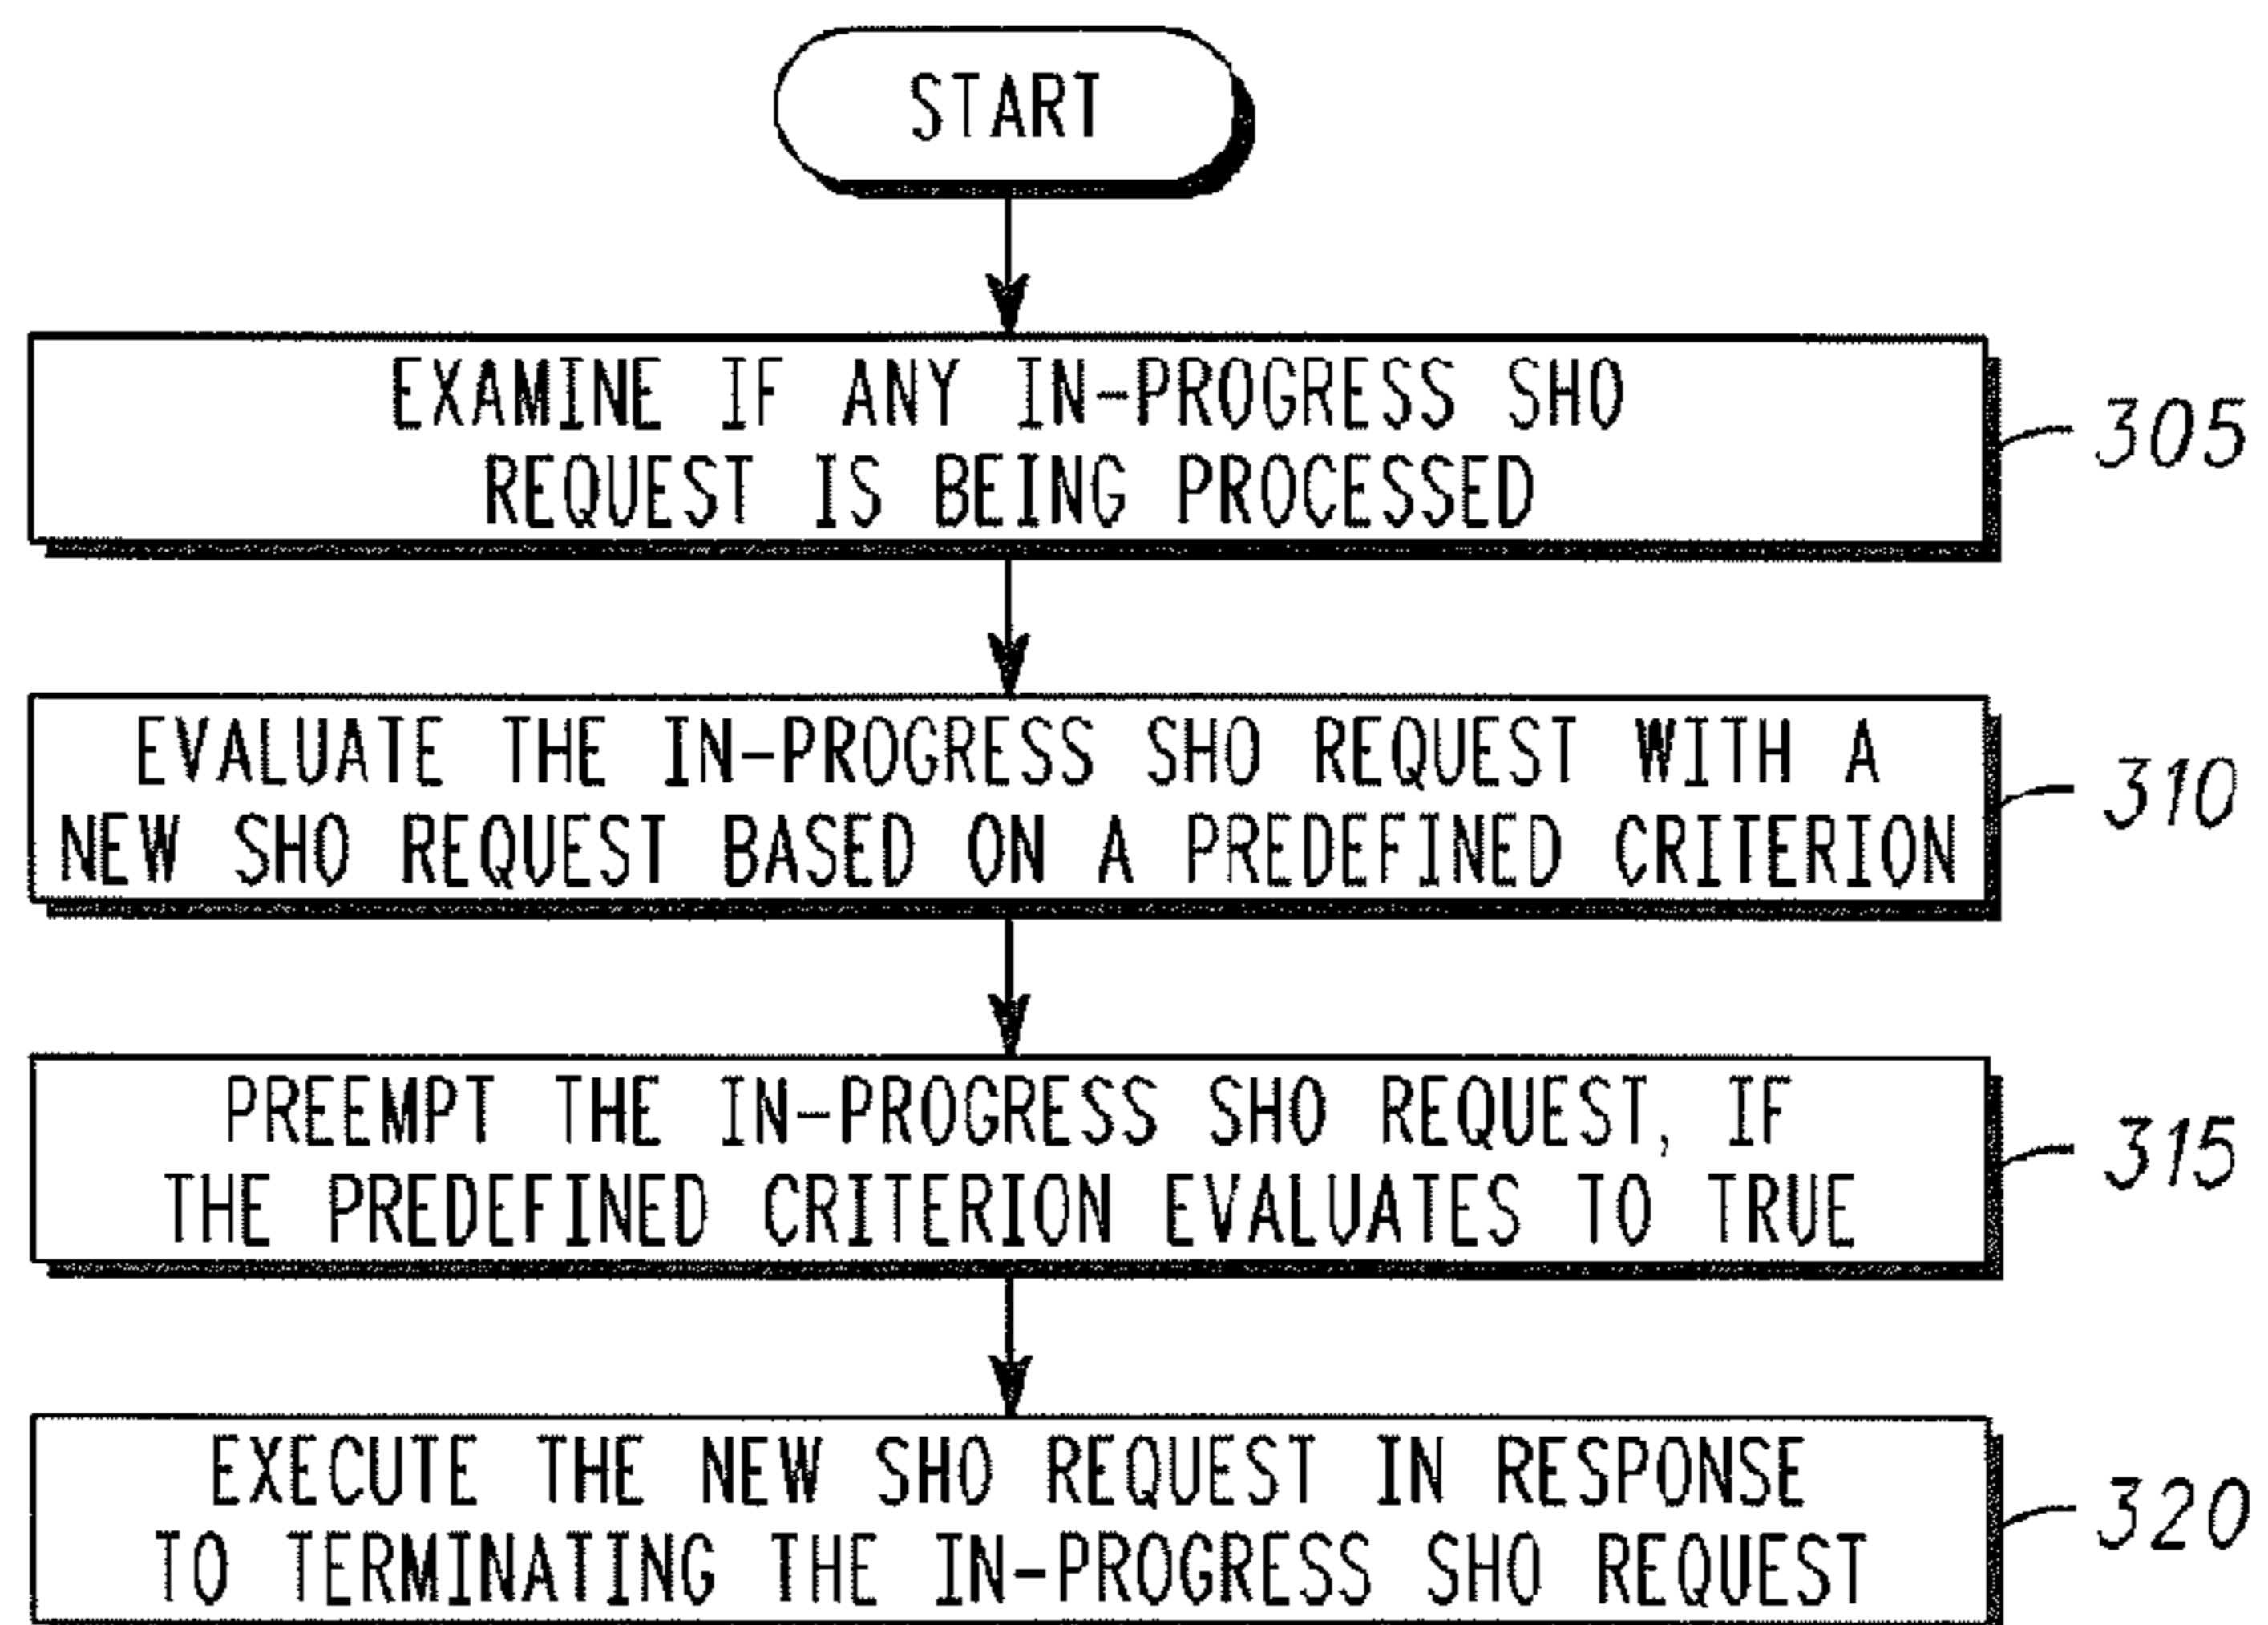 START
EXAMINE IF ANY IN-PROGRESS SHO
REQUEST IS BEING PROCESSED
305
EVALUATE THE IN-PROGRESS SHO REQUEST WITH A
NEW SHO REQUEST BASED ON A PREDEFINED CRITERION
310
PREEMPT THE IN-PROGRESS SHO REQUEST, IF
THE PREDEFINED CRITERION EVALUATES TO TRUE
315
EXECUTE THE NEW SHO REQUEST IN RESPONSE
TO TERMINATING THE IN-PROGRESS SHO REQUEST
320